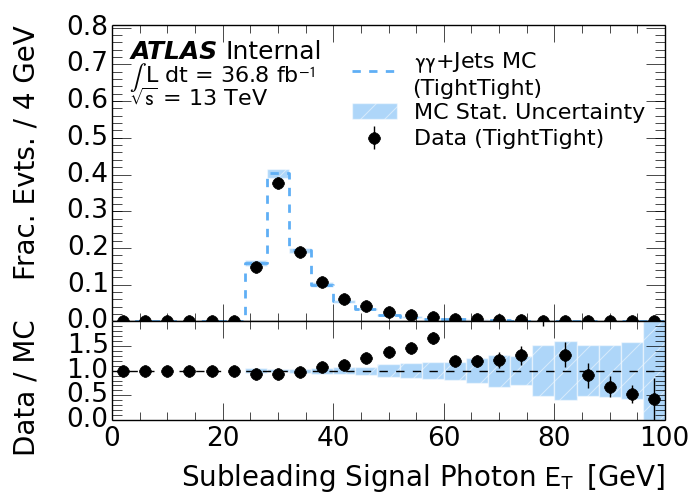 0.8
0.7
0.6
0.5
0.4
0.3
0.2
0.1
0.0
Frac. Evts. / 4 GeV
ATLAS Internal
∫L dt = 36.8 fb⁻¹
√s = 13 TeV
γγ+Jets MC
(TightTight)
MC Stat. Uncertainty
Data (TightTight)
1.5
1.0
0.5
0.0
Data / MC
0 20 40 60 80 100
Subleading Signal Photon E_T [GeV]